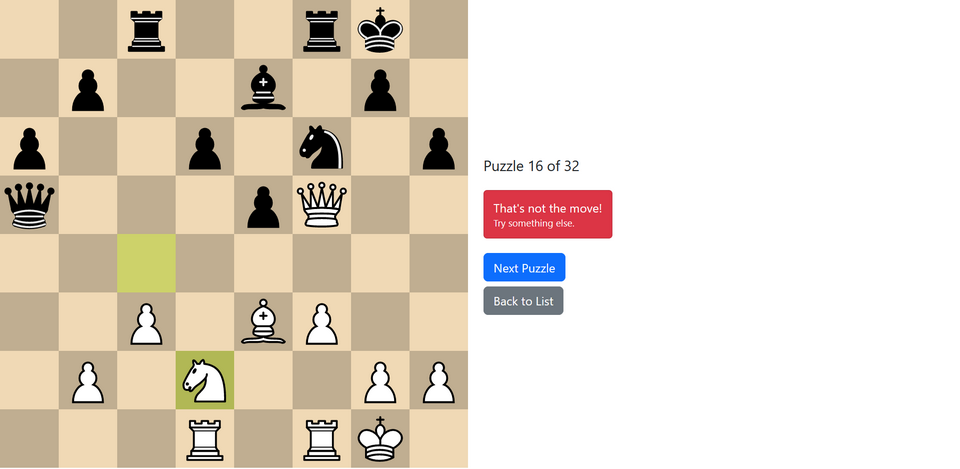 Puzzle 16 of 32
That's not the move!
Try something else.
Next Puzzle
Back to List